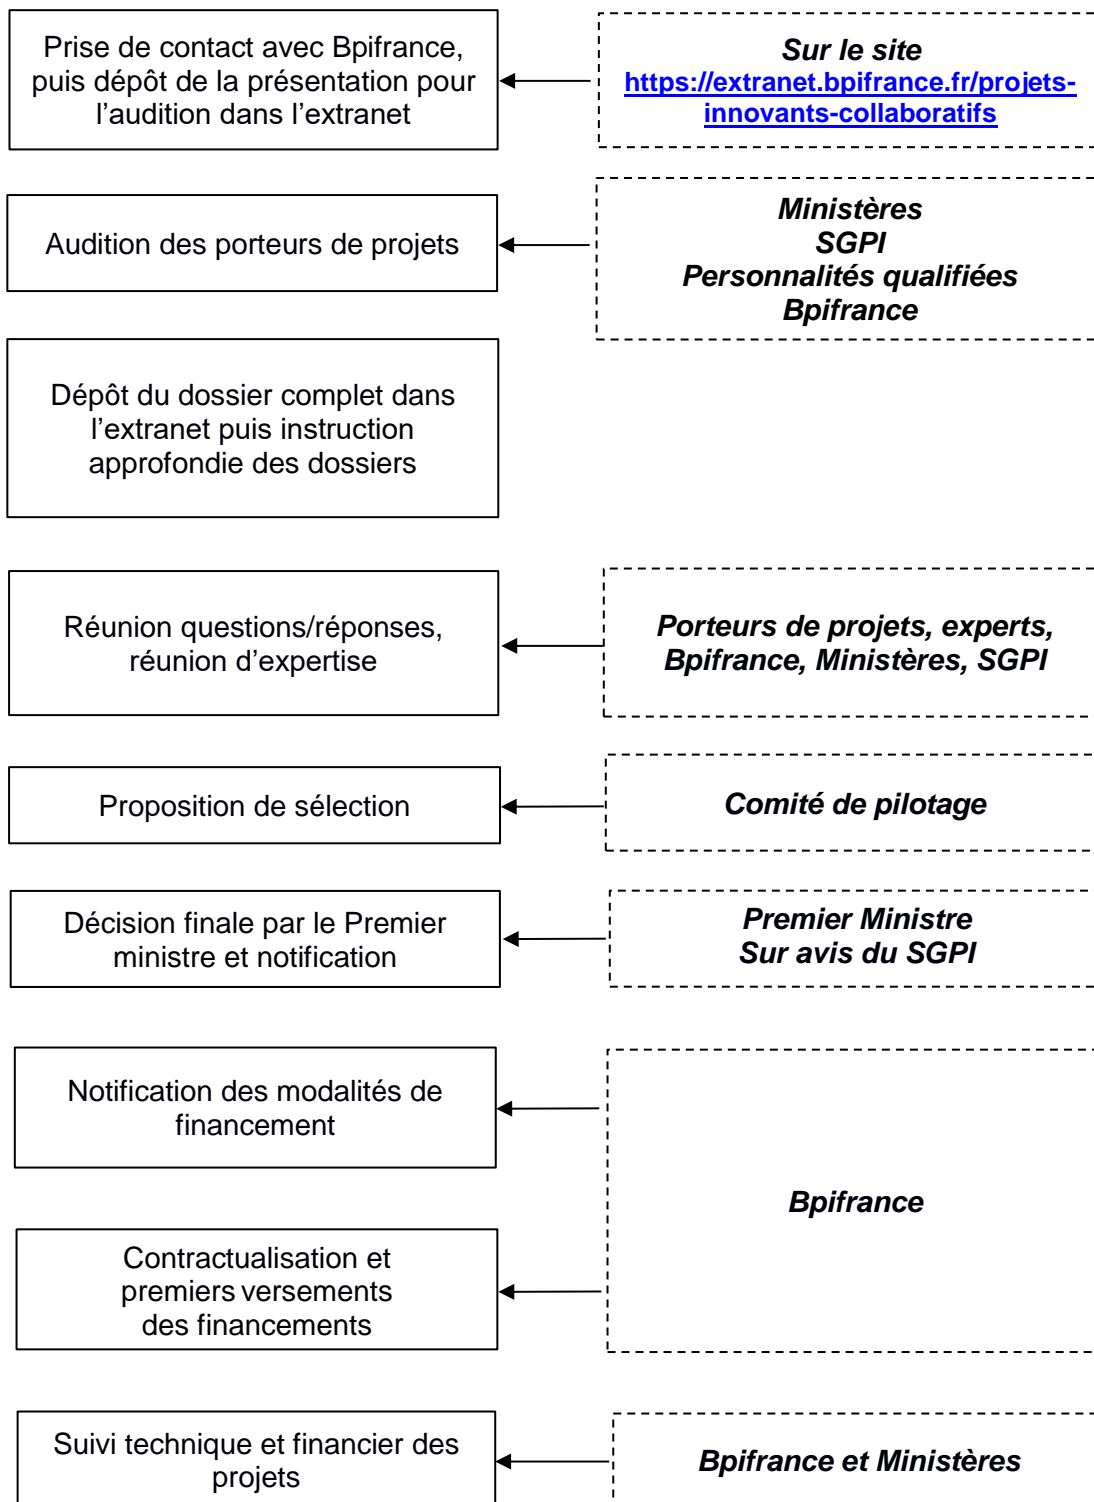 Prise de contact avec Bpifrance,
puis dépôt de la présentation pour
l’audition dans l’extranet
Sur le site
https://extranet.bpifrance.fr/projets-
innovants-collaboratifs
Audition des porteurs de projets
Ministères
SGPI
Personnalités qualifiées
Bpifrance
Dépôt du dossier complet dans
l’extranet puis instruction
approfondie des dossiers
Réunion questions/réponses,
réunion d’expertise
Porteurs de projets, experts,
Bpifrance, Ministères, SGPI
Proposition de sélection
Comité de pilotage
Décision finale par le Premier
ministre et notification
Premier Ministre
Sur avis du SGPI
Notification des modalités de
financement
Bpifrance
Contractualisation et
premiers versements
des financements
Suivi technique et financier des
projets
Bpifrance et Ministères